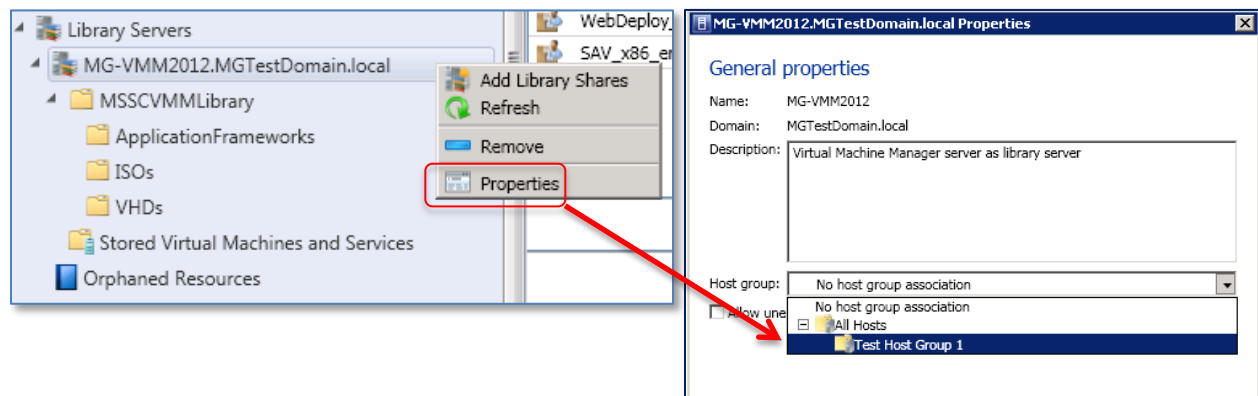 Library Servers
MG-VMM2012.MGTestDomain.local
MSSCVMMLibrary
ApplicationFrameworks
ISOs
VHDs
Stored Virtual Machines and Services
Orphaned Resources
WebDeploy_
SAV_x86_en
Add Library Shares
Refresh
Remove
Properties
MG-VMM2012.MGTestDomain.local Properties
General properties
Name: MG-VMM2012
Domain: MGTestDomain.local
Description: Virtual Machine Manager server as library server
Host group: No host group association
Allow une
No host group association
All Hosts
Test Host Group 1